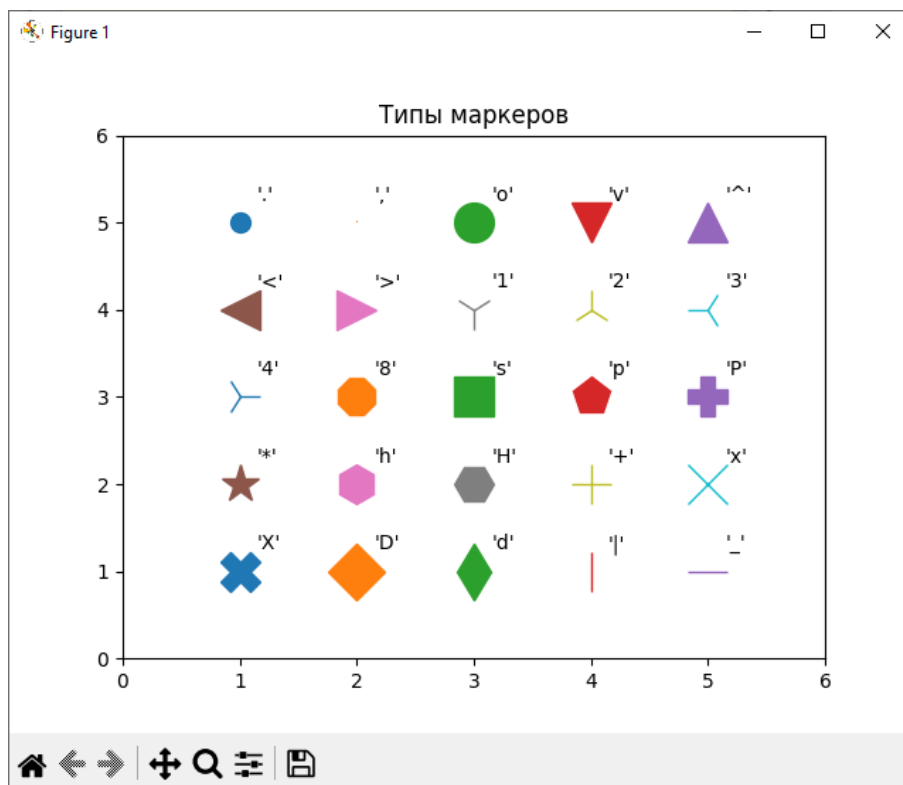 Figure 1
Типы маркеров
6
'.' ',' 'o' 'v' '^'
5
'<' '>' '1' '2' '3'
4
'4' '8' 's' 'p' 'P'
3
'*' 'h' 'H' '+' 'x'
2
'X' 'D' 'd' '|' '_'
1
0
0 1 2 3 4 5 6